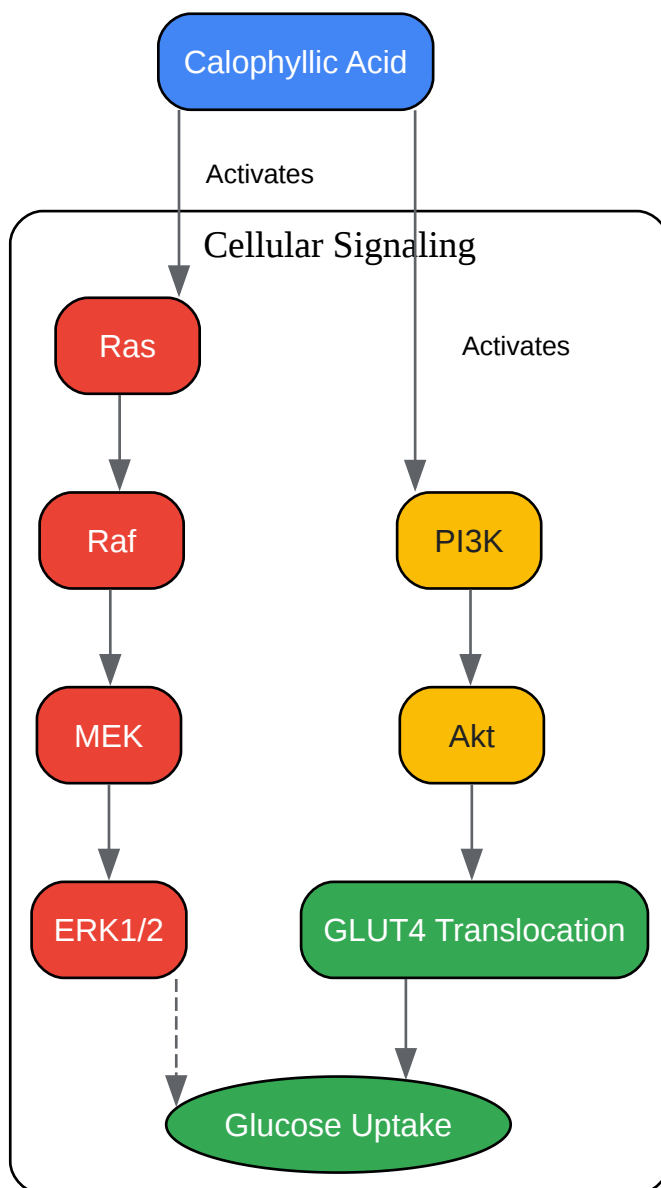 Calophyllic Acid
Activates
Cellular Signaling
Ras
Activates
Raf
PI3K
MEK
Akt
ERK1/2
GLUT4 Translocation
Glucose Uptake